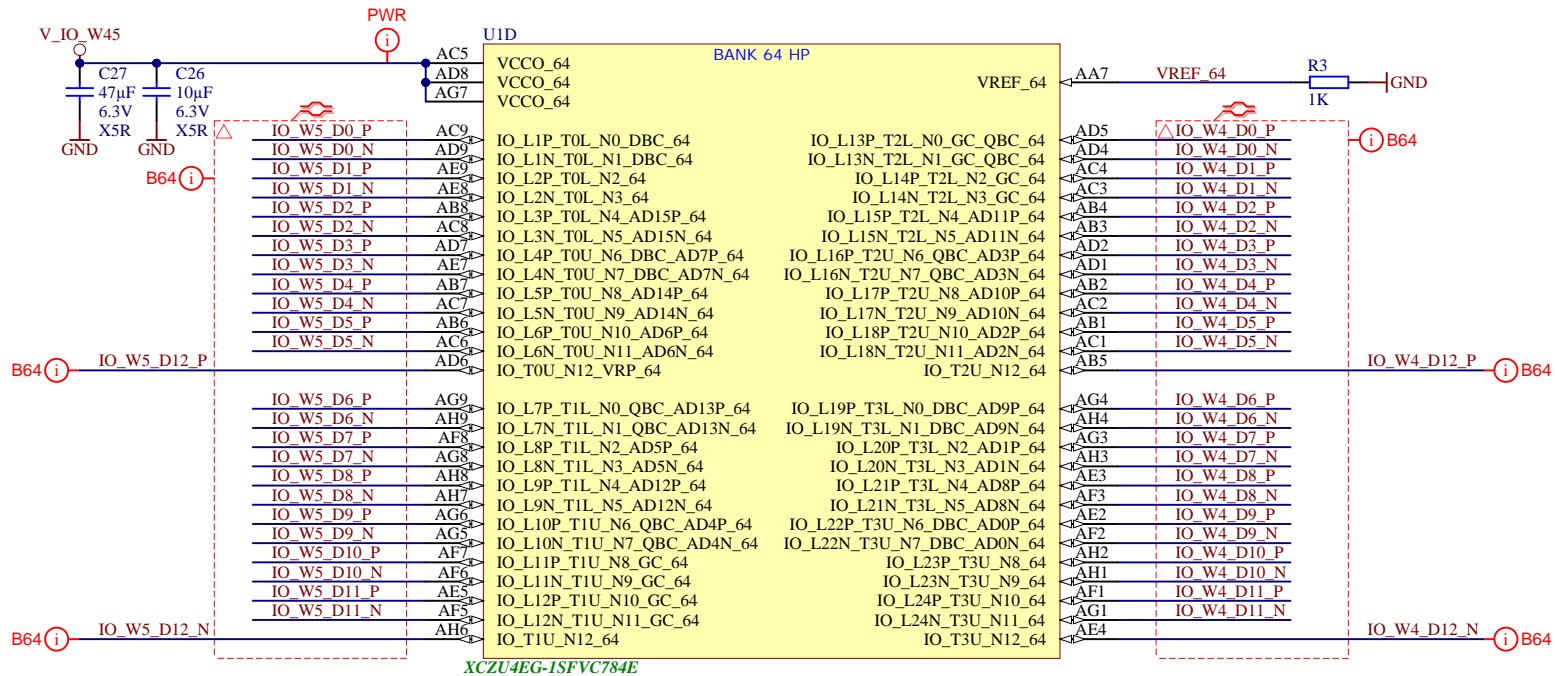 PWR
i
V_IO_W45
U1D
BANK 64 HP
C27
47µF
6.3V
X5R
GND
C26
10µF
6.3V
X5R
GND
AC5 VCCO_64
AD8 VCCO_64
AG7 VCCO_64
VREF_64 AA7 VREF_64 R3 1K GND
B64 i
i B64
IO_W5_D0_P AC9 IO_L1P_T0L_N0_DBC_64 IO_L13P_T2L_N0_GC_QBC_64 AD5 IO_W4_D0_P
IO_W5_D0_N AD9 IO_L1N_T0L_N1_DBC_64 IO_L13N_T2L_N1_GC_QBC_64 AD4 IO_W4_D0_N
IO_W5_D1_P AE9 IO_L2P_T0L_N2_64 IO_L14P_T2L_N2_GC_64 AC4 IO_W4_D1_P
IO_W5_D1_N AE8 IO_L2N_T0L_N3_64 IO_L14N_T2L_N3_GC_64 AC3 IO_W4_D1_N
IO_W5_D2_P AB8 IO_L3P_T0L_N4_AD15P_64 IO_L15P_T2L_N4_AD11P_64 AB4 IO_W4_D2_P
IO_W5_D2_N AC8 IO_L3N_T0L_N5_AD15N_64 IO_L15N_T2L_N5_AD11N_64 AB3 IO_W4_D2_N
IO_W5_D3_P AD7 IO_L4P_T0U_N6_DBC_AD7P_64 IO_L16P_T2U_N6_QBC_AD3P_64 AD2 IO_W4_D3_P
IO_W5_D3_N AE7 IO_L4N_T0U_N7_DBC_AD7N_64 IO_L16N_T2U_N7_QBC_AD3N_64 AD1 IO_W4_D3_N
IO_W5_D4_P AB7 IO_L5P_T0U_N8_AD14P_64 IO_L17P_T2U_N8_AD10P_64 AB2 IO_W4_D4_P
IO_W5_D4_N AC7 IO_L5N_T0U_N9_AD14N_64 IO_L17N_T2U_N9_AD10N_64 AC2 IO_W4_D4_N
IO_W5_D5_P AB6 IO_L6P_T0U_N10_AD6P_64 IO_L18P_T2U_N10_AD2P_64 AB1 IO_W4_D5_P
IO_W5_D5_N AC6 IO_L6N_T0U_N11_AD6N_64 IO_L18N_T2U_N11_AD2N_64 AC1 IO_W4_D5_N
B64 i IO_W5_D12_P AD6 IO_T0U_N12_VRP_64 IO_T2U_N12_64 AB5 IO_W4_D12_P i B64
IO_W5_D6_P AG9 IO_L7P_T1L_N0_QBC_AD13P_64 IO_L19P_T3L_N0_DBC_AD9P_64 AG4 IO_W4_D6_P
IO_W5_D6_N AH9 IO_L7N_T1L_N1_QBC_AD13N_64 IO_L19N_T3L_N1_DBC_AD9N_64 AH4 IO_W4_D6_N
IO_W5_D7_P AF8 IO_L8P_T1L_N2_AD5P_64 IO_L20P_T3L_N2_AD1P_64 AG3 IO_W4_D7_P
IO_W5_D7_N AG8 IO_L8N_T1L_N3_AD5N_64 IO_L20N_T3L_N3_AD1N_64 AH3 IO_W4_D7_N
IO_W5_D8_P AH8 IO_L9P_T1L_N4_AD12P_64 IO_L21P_T3L_N4_AD8P_64 AE3 IO_W4_D8_P
IO_W5_D8_N AH7 IO_L9N_T1L_N5_AD12N_64 IO_L21N_T3L_N5_AD8N_64 AF3 IO_W4_D8_N
IO_W5_D9_P AG6 IO_L10P_T1U_N6_QBC_AD4P_64 IO_L22P_T3U_N6_DBC_AD0P_64 AE2 IO_W4_D9_P
IO_W5_D9_N AG5 IO_L10N_T1U_N7_QBC_AD4N_64 IO_L22N_T3U_N7_DBC_AD0N_64 AF2 IO_W4_D9_N
IO_W5_D10_P AF7 IO_L11P_T1U_N8_GC_64 IO_L23P_T3U_N8_64 AH2 IO_W4_D10_P
IO_W5_D10_N AF6 IO_L11N_T1U_N9_GC_64 IO_L23N_T3U_N9_64 AH1 IO_W4_D10_N
IO_W5_D11_P AE5 IO_L12P_T1U_N10_GC_64 IO_L24P_T3U_N10_64 AF1 IO_W4_D11_P
IO_W5_D11_N AF5 IO_L12N_T1U_N11_GC_64 IO_L24N_T3U_N11_64 AG1 IO_W4_D11_N
B64 i IO_W5_D12_N AH6 IO_T1U_N12_64 IO_T3U_N12_64 AE4 IO_W4_D12_N i B64
XCZU4EG-1SFVC784E